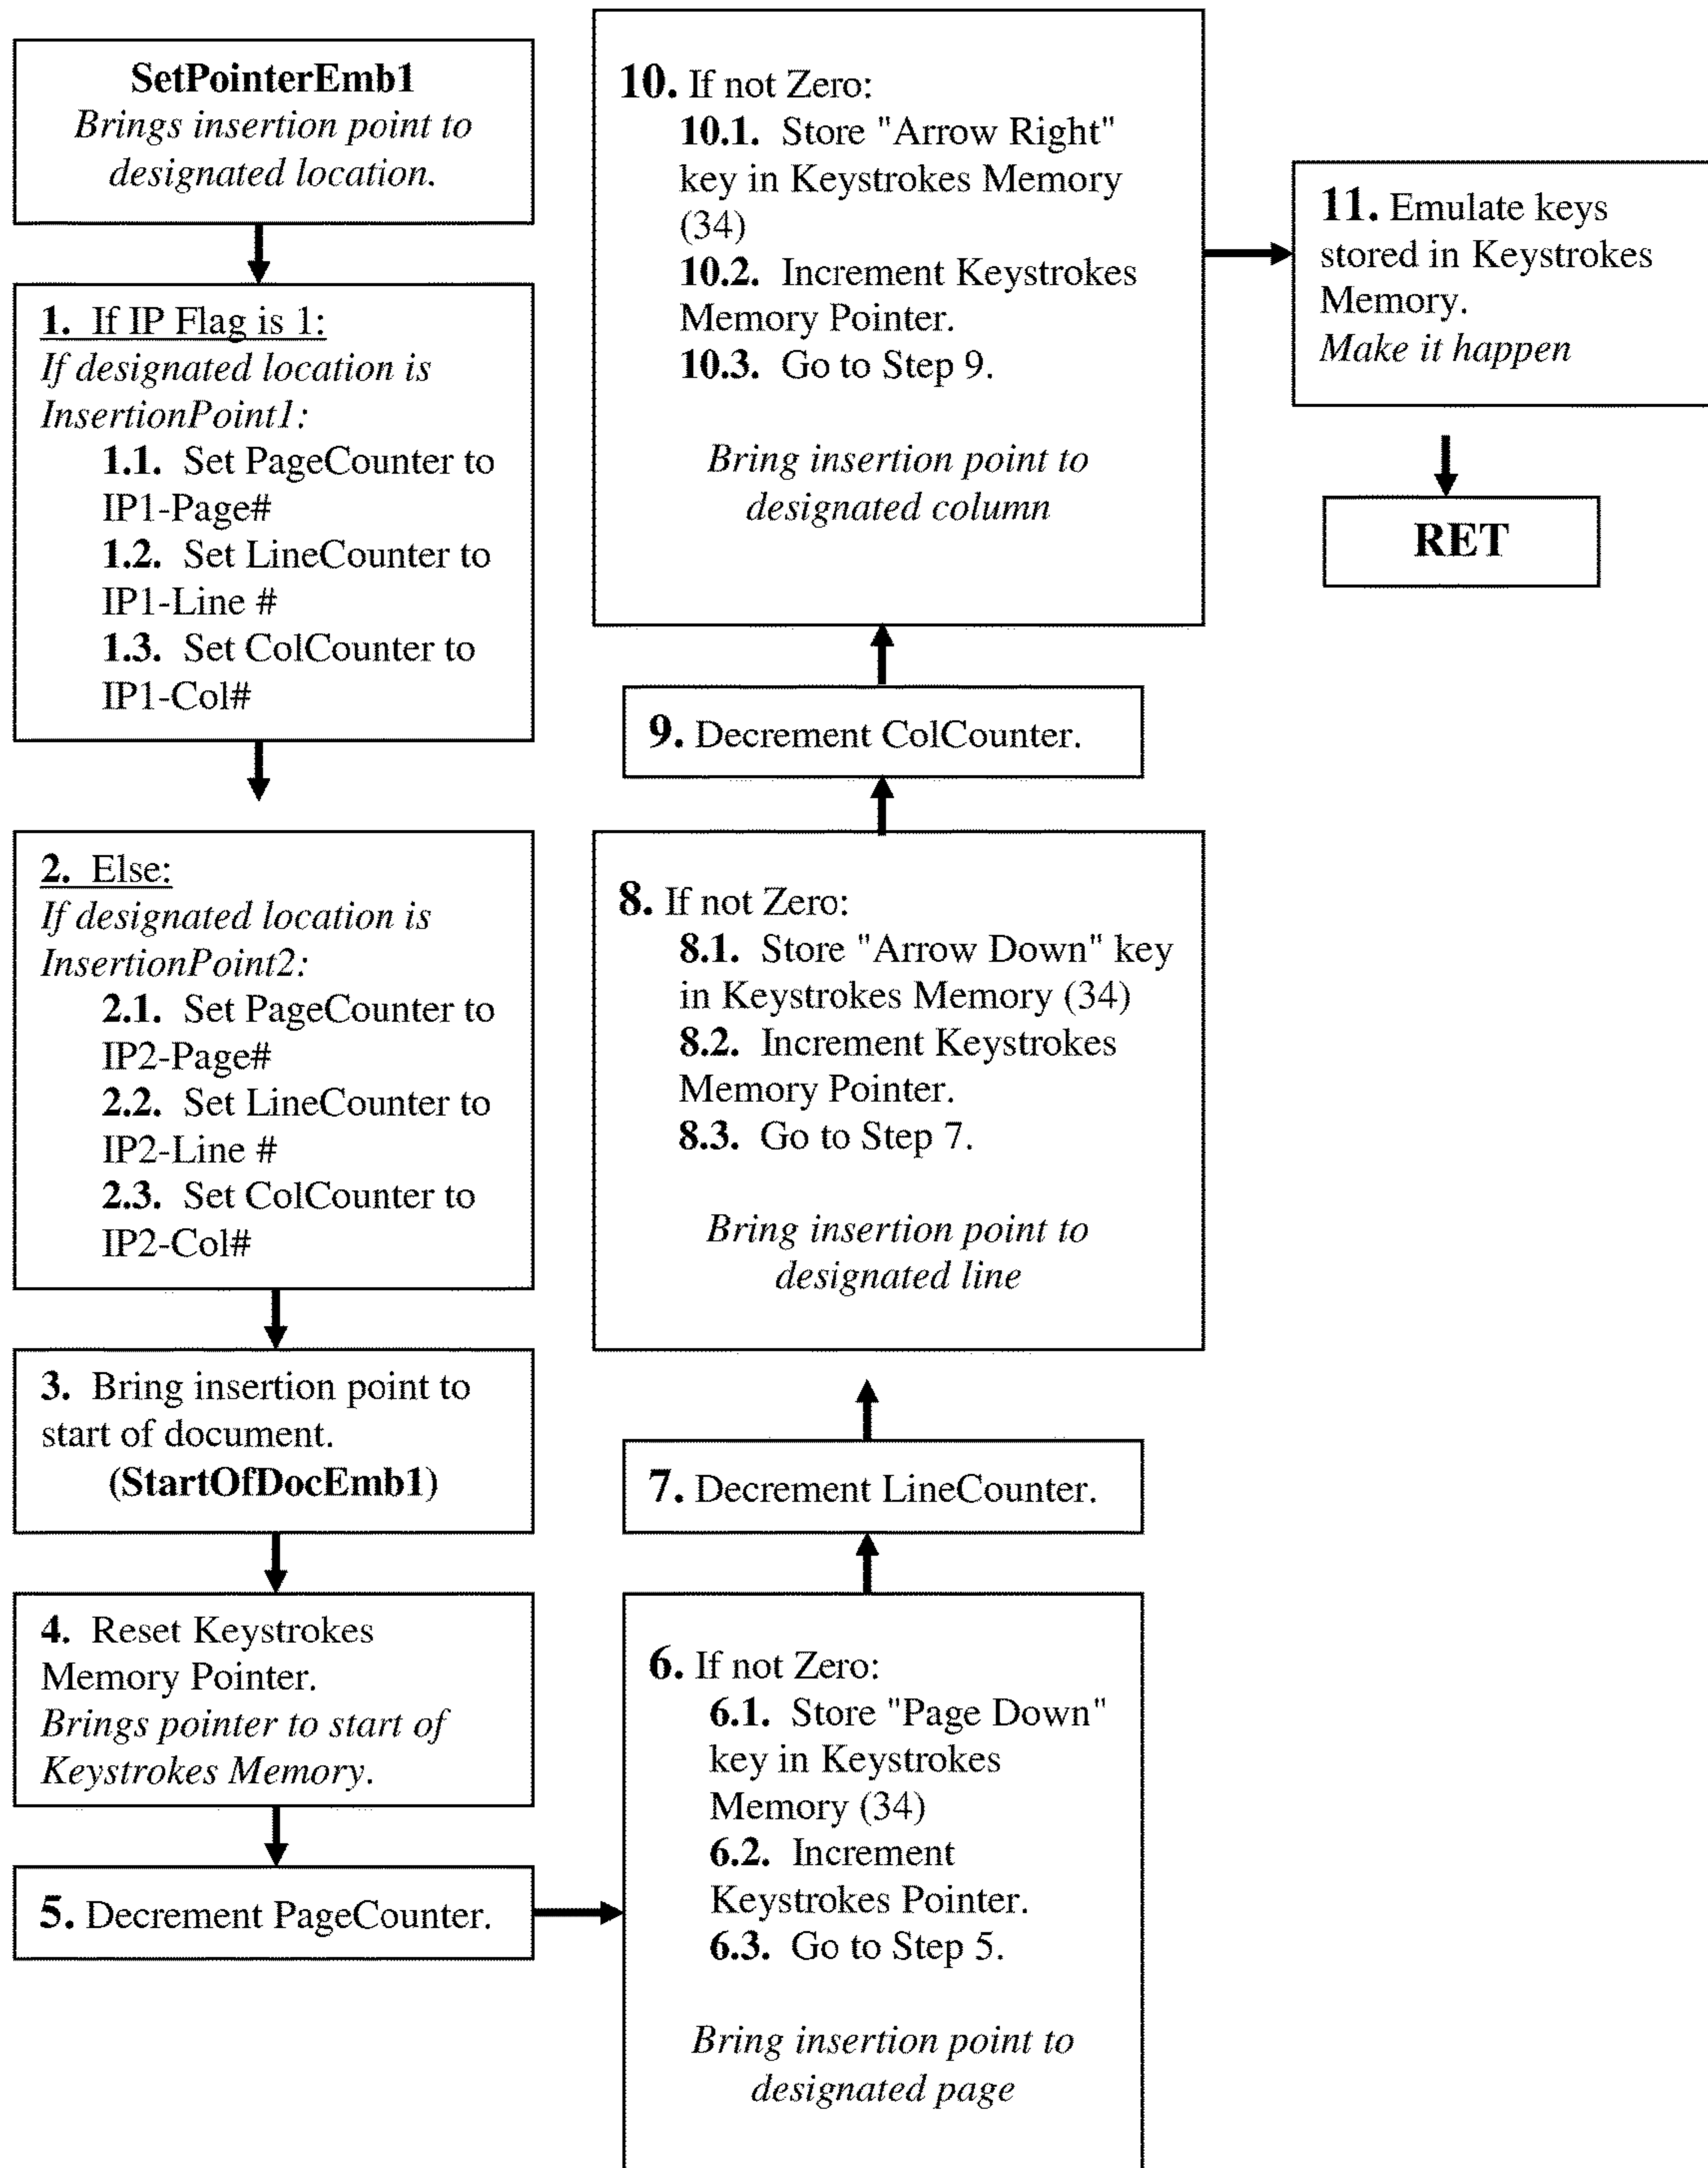 SetPointerEmb1
Brings insertion point to
designated location.
1. If IP Flag is 1:
If designated location is
InsertionPoint1:
1.1. Set PageCounter to
IP1-Page#
1.2. Set LineCounter to
IP1-Line #
1.3. Set ColCounter to
IP1-Col#
2. Else:
If designated location is
InsertionPoint2:
2.1. Set PageCounter to
IP2-Page#
2.2. Set LineCounter to
IP2-Line #
2.3. Set ColCounter to
IP2-Col#
3. Bring insertion point to
start of document.
(StartOfDocEmb1)
4. Reset Keystrokes
Memory Pointer.
Brings pointer to start of
Keystrokes Memory.
5. Decrement PageCounter.
6. If not Zero:
6.1. Store "Page Down"
key in Keystrokes
Memory (34)
6.2. Increment
Keystrokes Pointer.
6.3. Go to Step 5.
Bring insertion point to
designated page
7. Decrement LineCounter.
8. If not Zero:
8.1. Store "Arrow Down" key
in Keystrokes Memory (34)
8.2. Increment Keystrokes
Memory Pointer.
8.3. Go to Step 7.
Bring insertion point to
designated line
9. Decrement ColCounter.
10. If not Zero:
10.1. Store "Arrow Right"
key in Keystrokes Memory
(34)
10.2. Increment Keystrokes
Memory Pointer.
10.3. Go to Step 9.
Bring insertion point to
designated column
11. Emulate keys
stored in Keystrokes
Memory.
Make it happen
RET